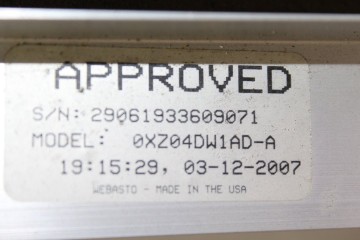 APPROVED
S/N: 29061933609071
MODEL: 0XZ04DW1AD-A
19:15:29, 03-12-2007
WEBASTO - MADE IN THE USA